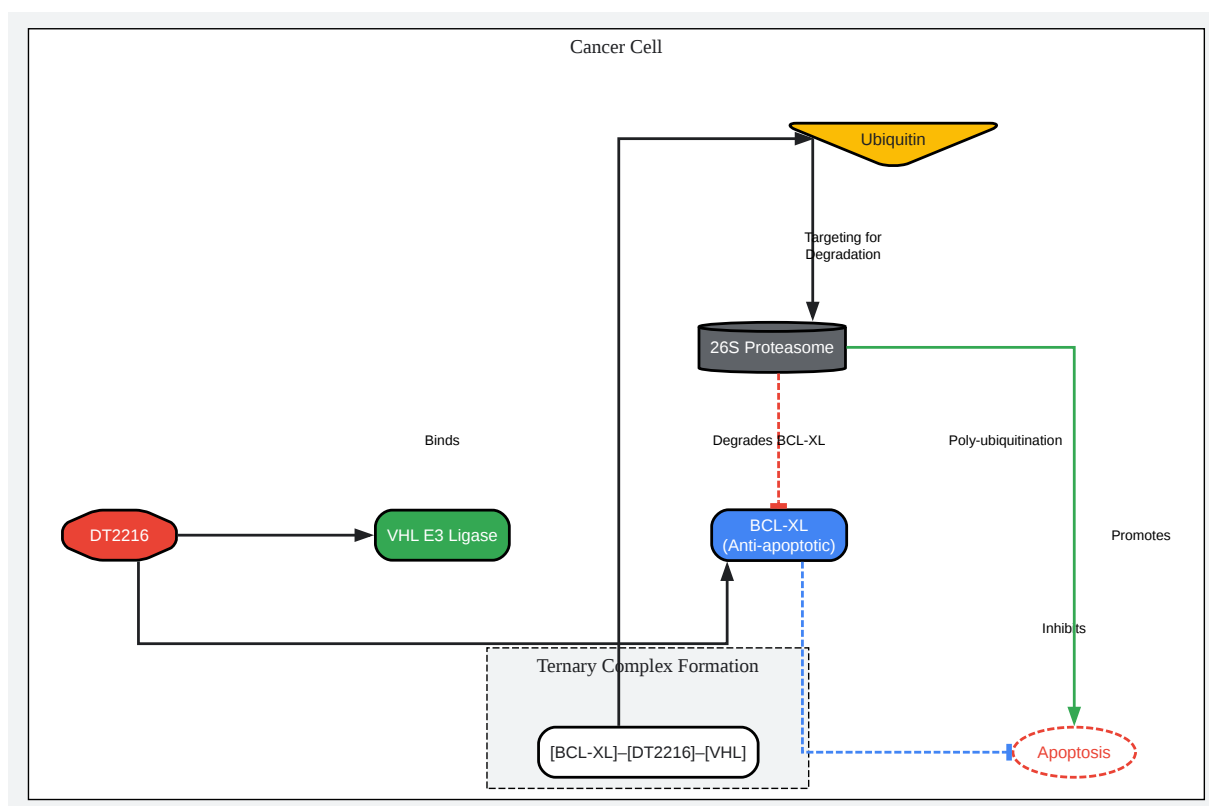 Cancer Cell
Ubiquitin
Targeting for
Degradation
26S Proteasome
Binds
Degrades BCL-XL
Poly-ubiquitination
DT2216
VHL E3 Ligase
BCL-XL
(Anti-apoptotic)
Promotes
Inhibits
Ternary Complex Formation
[BCL-XL]–[DT2216]–[VHL]
Apoptosis